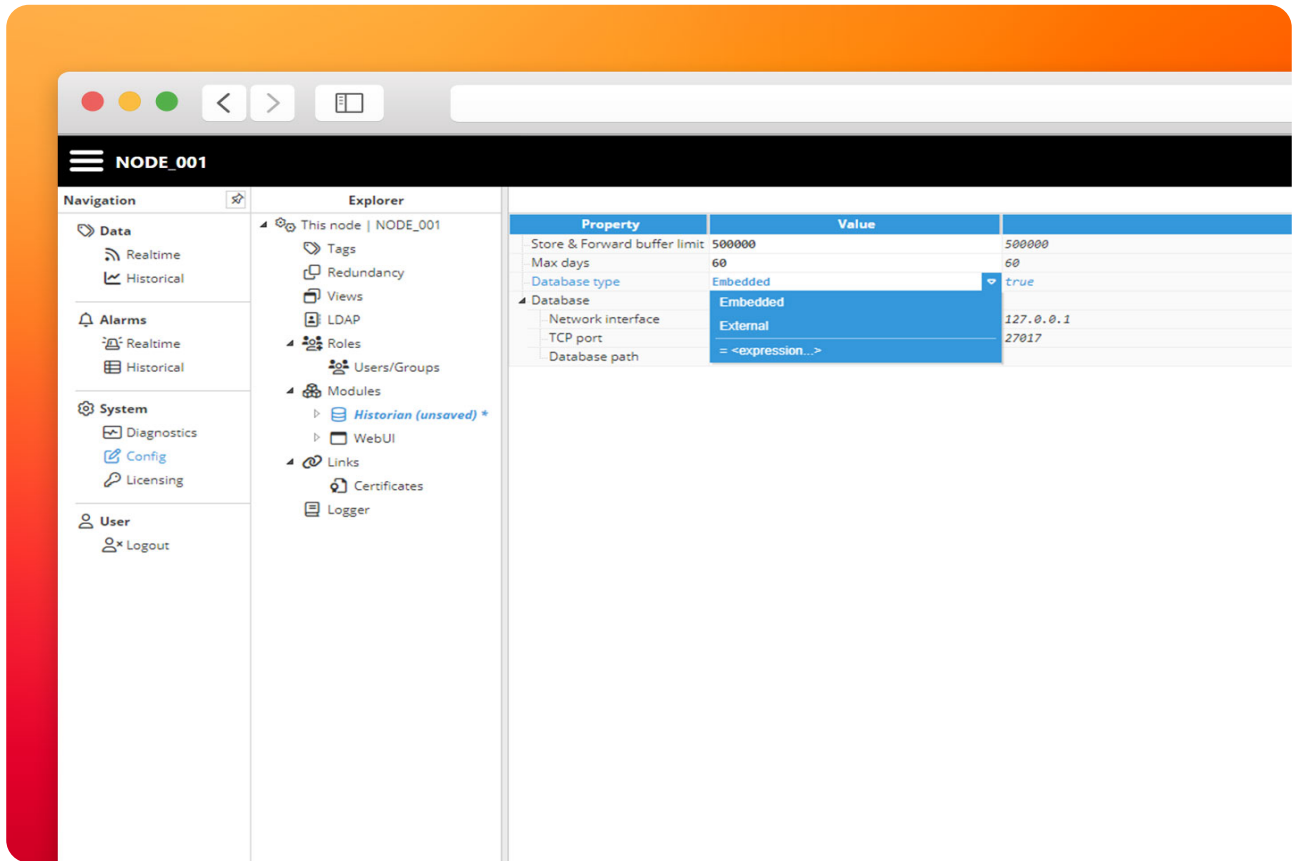 NODE_001
Navigation
Data
Realtime
Historical
Alarms
Realtime
Historical
System
Diagnostics
Config
Licensing
User
Logout
Explorer
This node | NODE_001
Tags
Redundancy
Views
LDAP
Roles
Users/Groups
Modules
Historian (unsaved) *
WebUI
Links
Certificates
Logger
Property Value
Store & Forward buffer limit 500000 500000
Max days 60 60
Database type Embedded true
Database Embedded
Network interface External 127.0.0.1
TCP port 27017
Database path = <expression...>